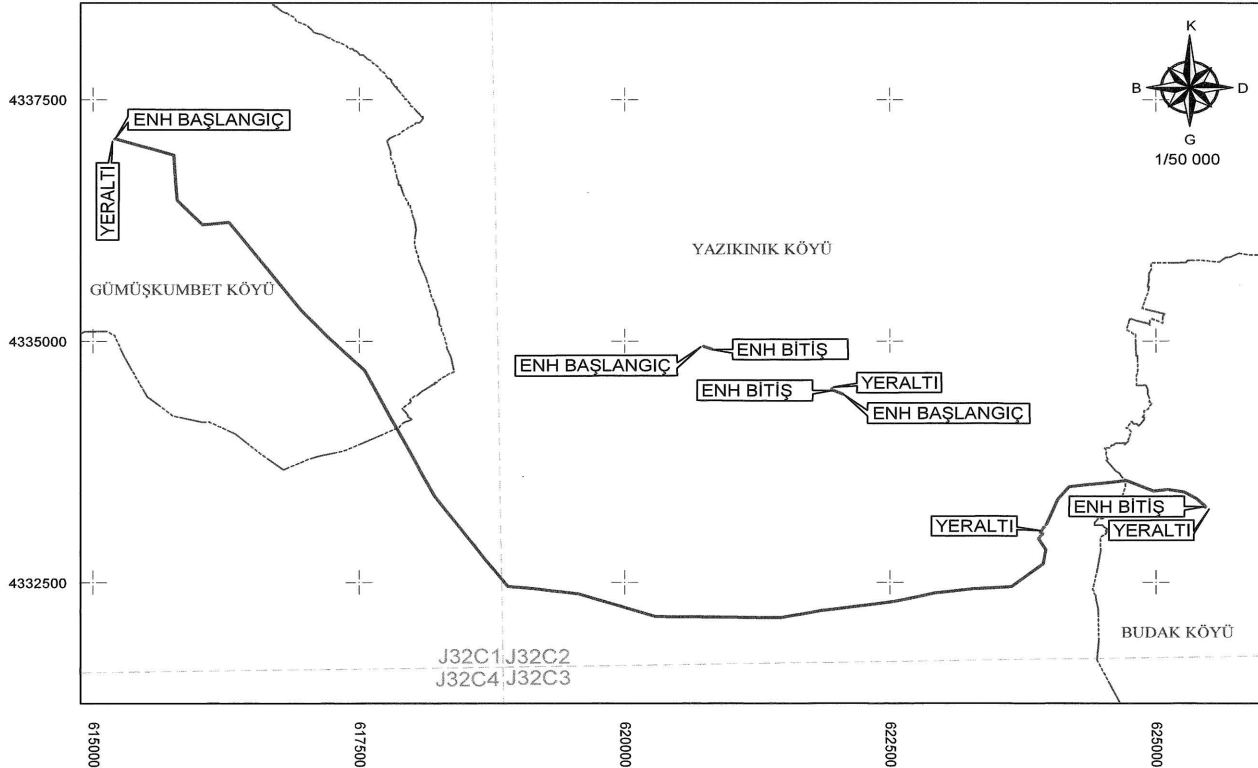 K
B D
G
1/50 000
4337500
ENH BAŞLANGIÇ
YERALTI
YAZIKINIK KÖYÜ
GÜMÜŞKUMBET KÖYÜ
4335000
ENH BAŞLANGIÇ
ENH BİTİŞ
ENH BİTİŞ
YERALTI
ENH BAŞLANGIÇ
ENH BİTİŞ
YERALTI
YERALTI
4332500
BUDAK KÖYÜ
J32C1 J32C2
J32C4 J32C3
615000
617500
620000
622500
625000